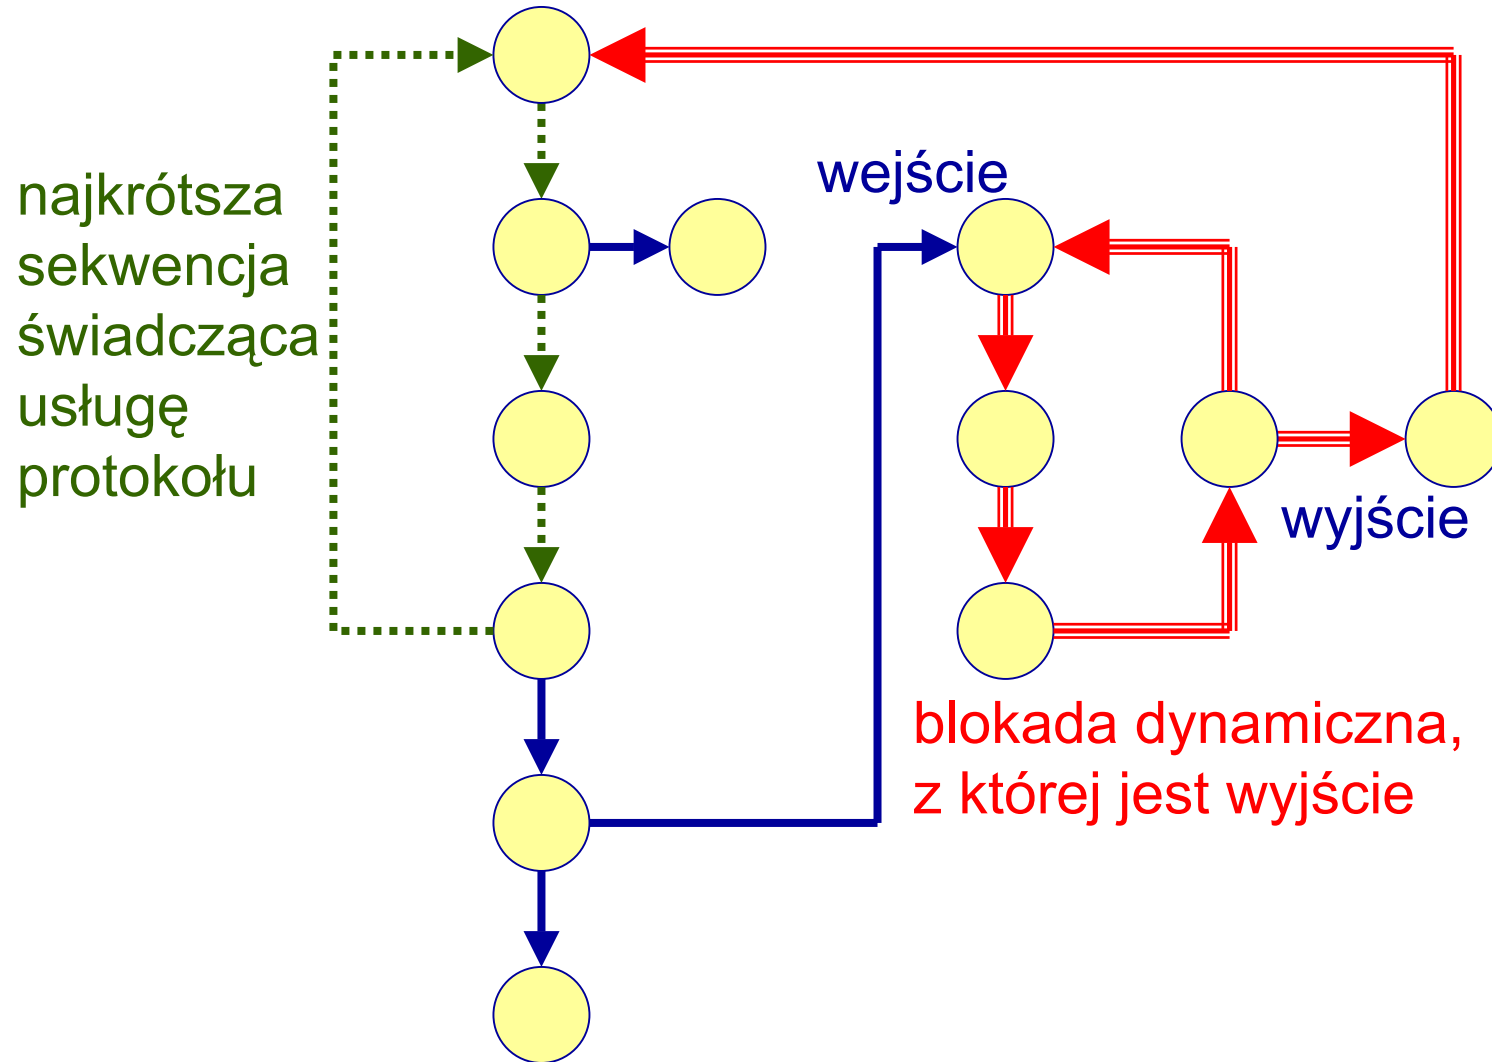 najkrótsza
sekwencja
świadcząca
usługę
protokołu
wejście
wyjście
blokada dynamiczna,
z której jest wyjście